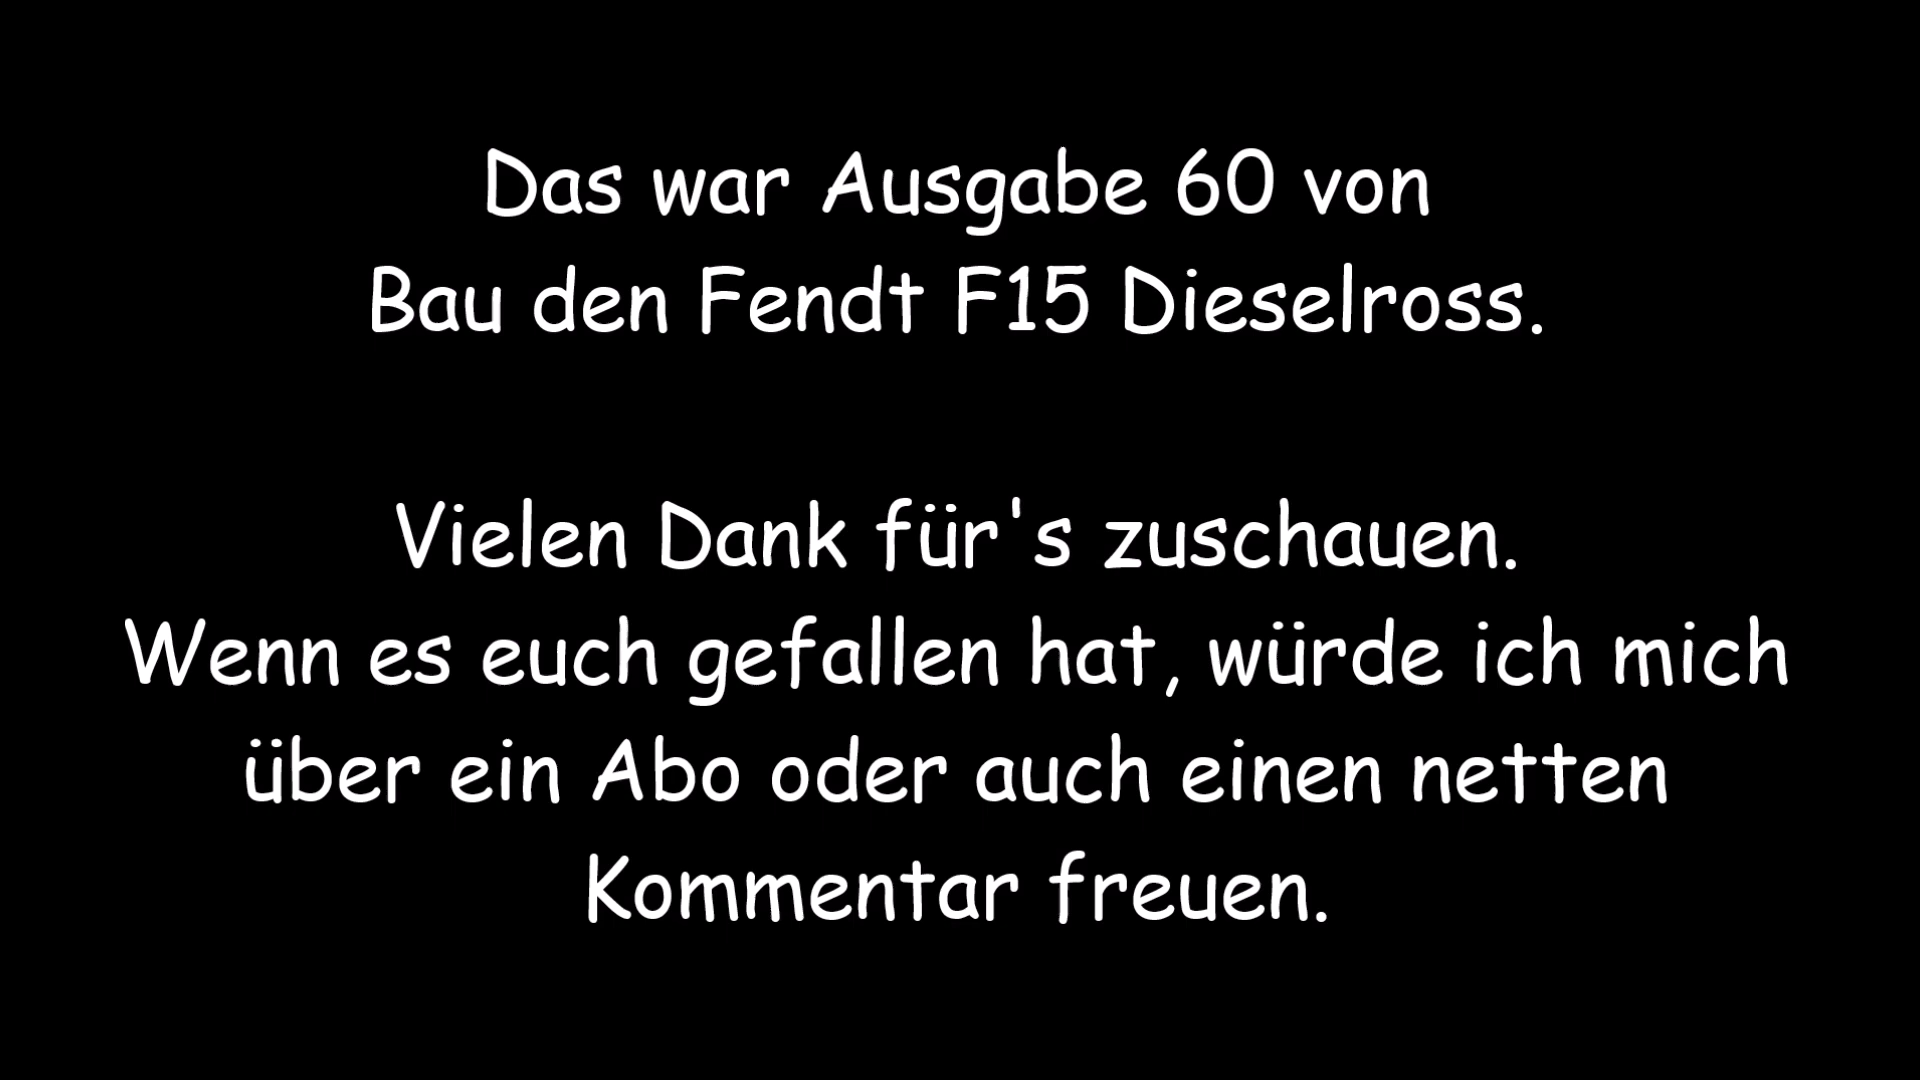 Das war Ausgabe 60 von
Bau den Fendt F15 Dieselross.
Vielen Dank für's zuschauen.
Wenn es euch gefallen hat, würde ich mich
über ein Abo oder auch einen netten
Kommentar freuen.